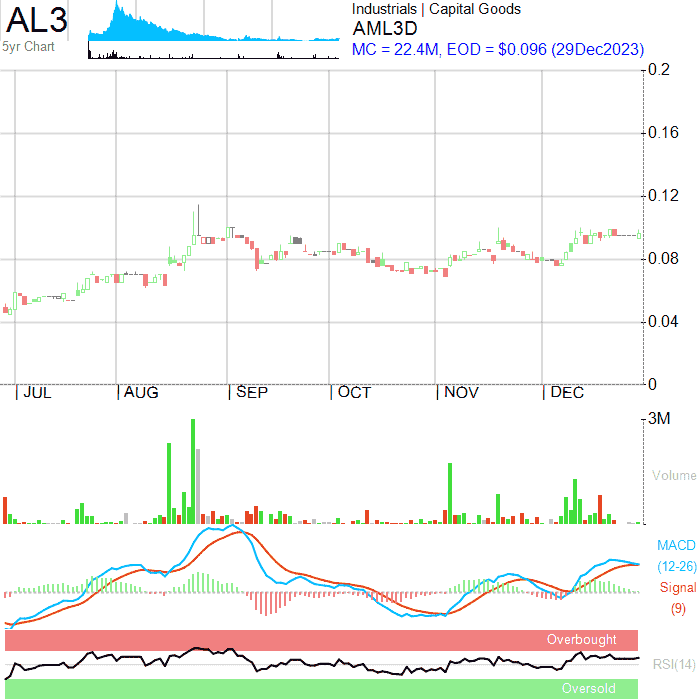 AL3
5yr Chart
Industrials | Capital Goods
AML3D
MC = 22.4M, EOD = $0.096 (29Dec2023)
0.2
0.16
0.12
0.08
0.04
0
JUL AUG SEP OCT NOV DEC
3M
Volume
MACD
(12-26)
Signal
(9)
Overbought
RSI(14)
Oversold